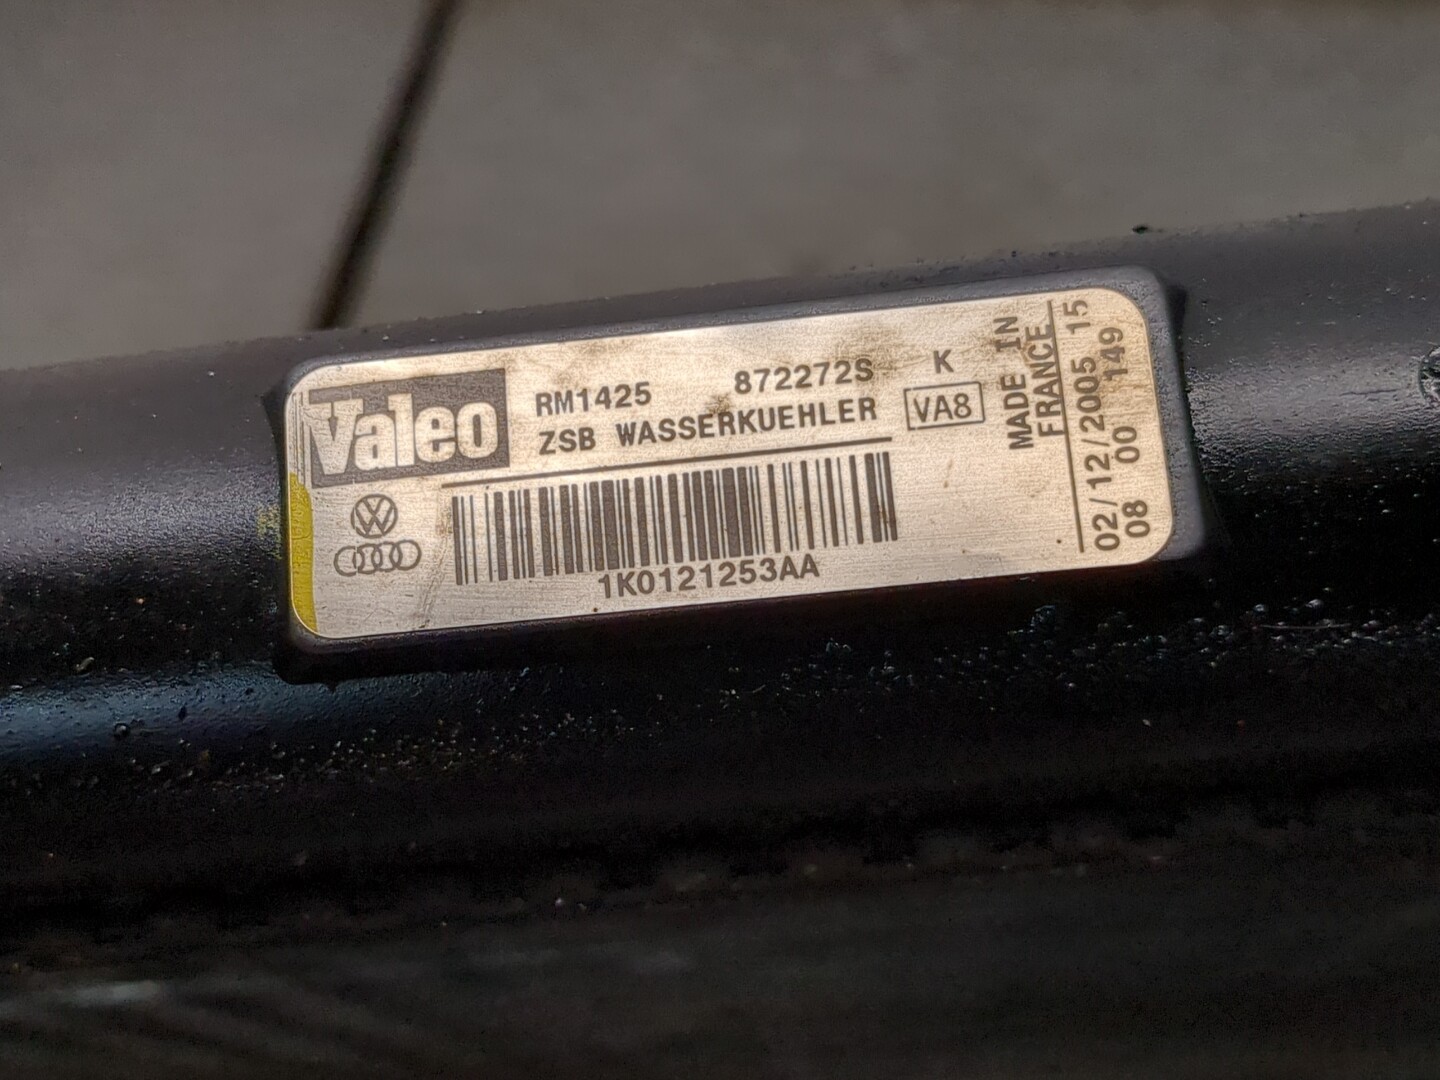 Valeo
RM1425 872272S K
ZSB WASSERKUEHLER VA8
1K0121253AA
MADE IN
FRANCE
02/12/2005 15
08 00 149